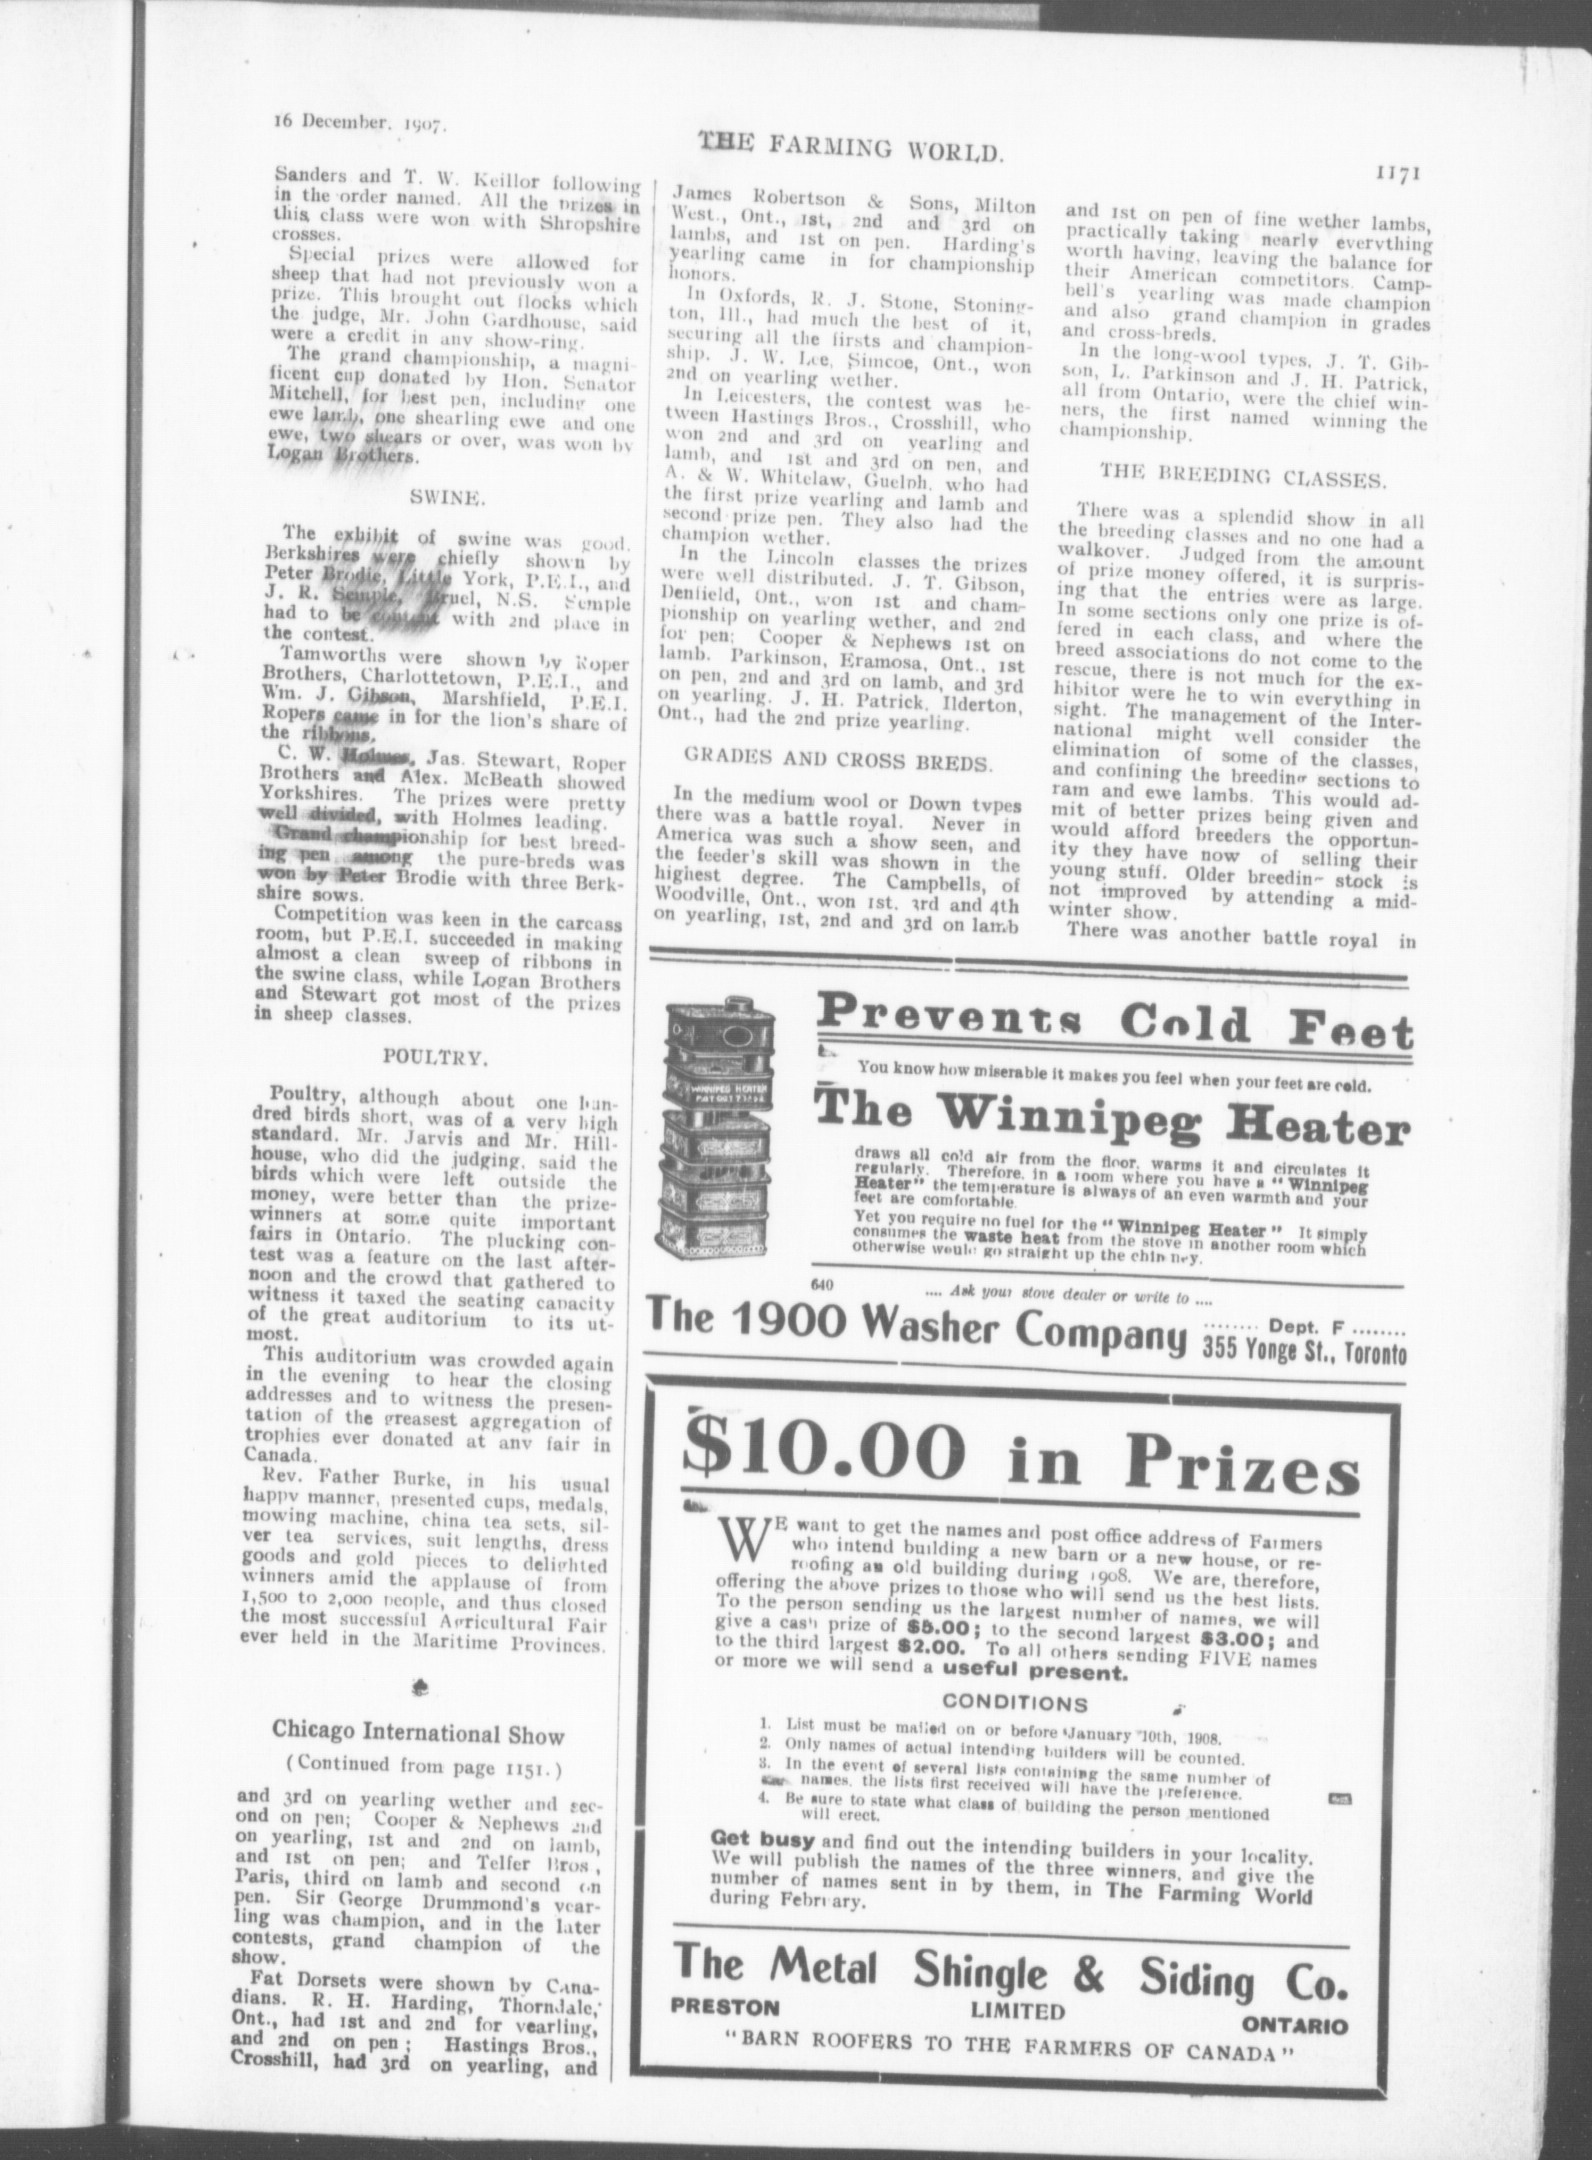 16 December, 1907.
THE FARMING WORLD.
1171
Sanders and T. W. Keillor following
in the order named. All the prizes in
this class were won with Shropshire
crosses.
Special prizes were allowed for
sheep that had not previously won a
prize. This brought out flocks which
the judge, Mr. John Gardhouse, said
were a credit in any show-ring.
The grand championship, a magni-
ficent cup donated by Hon. Senator
Mitchell, for best pen, including one
ewe lamb, one shearling ewe and one
ewe, two shears or over, was won by
Logan Brothers.
SWINE.
The exhibit of swine was good.
Berkshires were chiefly shown by
Peter Brodie, Little York, P.E.I., and
J. R. Semple, Bruel, N.S. Semple
had to be content with 2nd place in
the contest.
Tamworths were shown by Roper
Brothers, Charlottetown, P.E.I., and
Wm. J. Gibson, Marshfield, P.E.I.
Ropers came in for the lion's share of
the ribbons.
C. W. Holmes, Jas. Stewart, Roper
Brothers and Alex. McBeath showed
Yorkshires. The prizes were pretty
well divided, with Holmes leading.
Grand championship for best breed-
ing pen among the pure-breds was
won by Peter Brodie with three Berk-
shire sows.
Competition was keen in the carcass
room, but P.E.I. succeeded in making
almost a clean sweep of ribbons in
the swine class, while Logan Brothers
and Stewart got most of the prizes
in sheep classes.
POULTRY.
Poultry, although about one hun-
dred birds short, was of a very high
standard. Mr. Jarvis and Mr. Hill-
house, who did the judging, said the
birds which were left outside the
money, were better than the prize-
winners at some quite important
fairs in Ontario. The plucking con-
test was a feature on the last after-
noon and the crowd that gathered to
witness it taxed the seating capacity
of the great auditorium to its ut-
most.
This auditorium was crowded again
in the evening to hear the closing
addresses and to witness the presen-
tation of the greasest aggregation of
trophies ever donated at any fair in
Canada.
Rev. Father Burke, in his usual
happy manner, presented cups, medals,
mowing machine, china tea sets, sil-
ver tea services, suit lengths, dress
goods and gold pieces to delighted
winners amid the applause of from
1,500 to 2,000 people, and thus closed
the most successful Agricultural Fair
ever held in the Maritime Provinces.
Chicago International Show
(Continued from page 1151.)
and 3rd on yearling wether and sec-
ond on pen; Cooper & Nephews 2nd
on yearling, 1st and 2nd on lamb,
and 1st on pen; and Telfer Bros,
Paris, third on lamb and second on
pen. Sir George Drummond's year-
ling was champion, and in the later
contests, grand champion of the
show.
Fat Dorsets were shown by Cana-
dians. R. H. Harding, Thorndale,
Ont., had 1st and 2nd for yearling,
and 2nd on pen; Hastings Bros.,
Crosshill, had 3rd on yearling, and
James Robertson & Sons, Milton
West., Ont., 1st, 2nd and 3rd on
lambs, and 1st on pen. Harding's
yearling came in for championship
honors.
In Oxfords, R. J. Stone, Stoning-
ton, Ill., had much the best of it,
securing all the firsts and champion-
ship. J. W. Lee, Simcoe, Ont., won
2nd on yearling wether.
In Leicesters, the contest was be-
tween Hastings Bros., Crosshill, who
won 2nd and 3rd on yearling and
lamb, and 1st and 3rd on pen, and
A. & W. Whitelaw, Guelph, who had
the first prize yearling and lamb and
second prize pen. They also had the
champion wether.
In the Lincoln classes the prizes
were well distributed. J. T. Gibson,
Denfield, Ont., won 1st and cham-
pionship on yearling wether, and 2nd
for pen; Cooper & Nephews 1st on
lamb. Parkinson, Eramosa, Ont., 1st
on pen, 2nd and 3rd on lamb, and 3rd
on yearling. J. H. Patrick, Ilderton,
Ont., had the 2nd prize yearling.
GRADES AND CROSS BREDS.
In the medium wool or Down types
there was a battle royal. Never in
America was such a show seen, and
the feeder's skill was shown in the
highest degree. The Campbells, of
Woodville, Ont., won 1st, 3rd and 4th
on yearling, 1st, 2nd and 3rd on lamb
and 1st on pen of fine wether lambs,
practically taking nearly everything
worth having, leaving the balance for
their American competitors. Camp-
bell's yearling was made champion
and also grand champion in grades
and cross-breds.
In the long-wool types, J. T. Gib-
son, L. Parkinson and J. H. Patrick,
all from Ontario, were the chief win-
ners, the first named winning the
championship.
THE BREEDING CLASSES.
There was a splendid show in all
the breeding classes and no one had a
walkover. Judged from the amount
of prize money offered, it is surpris-
ing that the entries were as large.
In some sections only one prize is of-
fered in each class, and where the
breed associations do not come to the
rescue, there is not much for the ex-
hibitor were he to win everything in
sight. The management of the Inter-
national might well consider the
elimination of some of the classes,
and confining the breeding sections to
ram and ewe lambs. This would ad-
mit of better prizes being given and
would afford breeders the opportun-
ity they have now of selling their
young stuff. Older breeding stock is
not improved by attending a mid-
winter show.
There was another battle royal in
WINNIPEG HEATER
Prevents Cold Feet
You know how miserable it makes you feel when your feet are cold.
The Winnipeg Heater
draws all cold air from the floor, warms it and circulates it
regularly. Therefore, in a room where you have a "Winnipeg
Heater" the temperature is always of an even warmth and your
feet are comfortable
Yet you require no fuel for the "Winnipeg Heater" It simply
consumes the waste heat from the stove in another room which
otherwise would go straight up the chimney.
640
.... Ask your stove dealer or write to ....
The 1900 Washer Company
........ Dept. F ........
355 Yonge St., Toronto
$10.00 in Prizes
WE want to get the names and post office address of Farmers
who intend building a new barn or a new house, or re-
roofing an old building during 1908. We are, therefore,
offering the above prizes to those who will send us the best lists.
To the person sending us the largest number of names, we will
give a cash prize of $5.00; to the second largest $3.00; and
to the third largest $2.00. To all others sending FIVE names
or more we will send a useful present.
CONDITIONS
1. List must be mailed on or before January 10th, 1908.
2. Only names of actual intending builders will be counted.
3. In the event of several lists containing the same number of
names, the lists first received will have the preference.
4. Be sure to state what class of building the person mentioned
will erect.
Get busy and find out the intending builders in your locality.
We will publish the names of the three winners, and give the
number of names sent in by them, in The Farming World
during February.
The Metal Shingle & Siding Co.
PRESTON LIMITED ONTARIO
"BARN ROOFERS TO THE FARMERS OF CANADA"